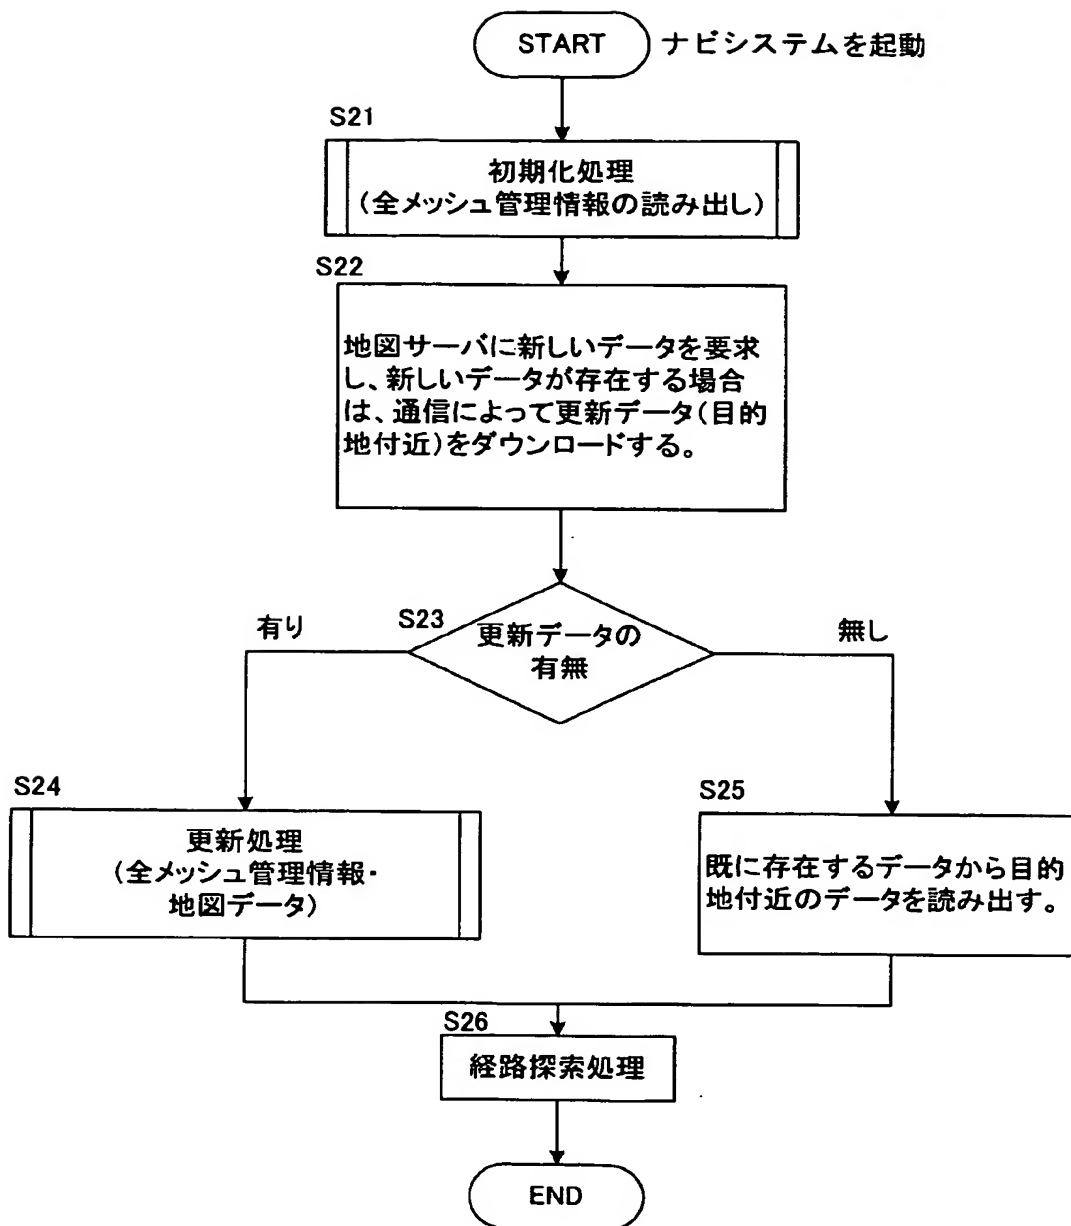 START
ナビシステムを起動
S21
初期化処理
(全メッシュ管理情報の読み出し)
S22
地図サーバに新しいデータを要求
し、新しいデータが存在する場合
は、通信によって更新データ(目的
地付近)をダウンロードする。
S23
更新データの
有無
有り
無し
S24
更新処理
(全メッシュ管理情報・
地図データ)
S25
既に存在するデータから目的
地付近のデータを読み出す。
S26
経路探索処理
END